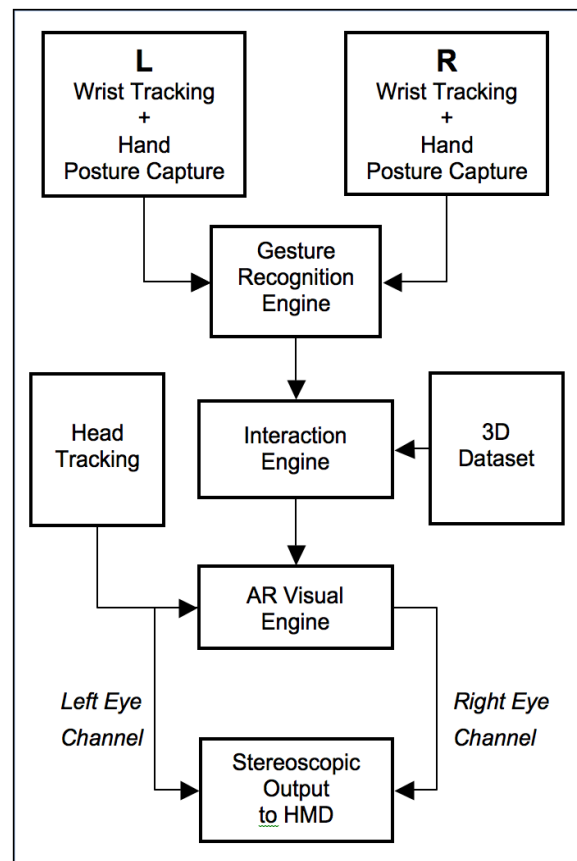 L
Wrist Tracking
+
Hand
Posture Capture
R
Wrist Tracking
+
Hand
Posture Capture
Gesture
Recognition
Engine
Head
Tracking
Interaction
Engine
3D
Dataset
AR Visual
Engine
Left Eye
Channel
Right Eye
Channel
Stereoscopic
Output
to HMD